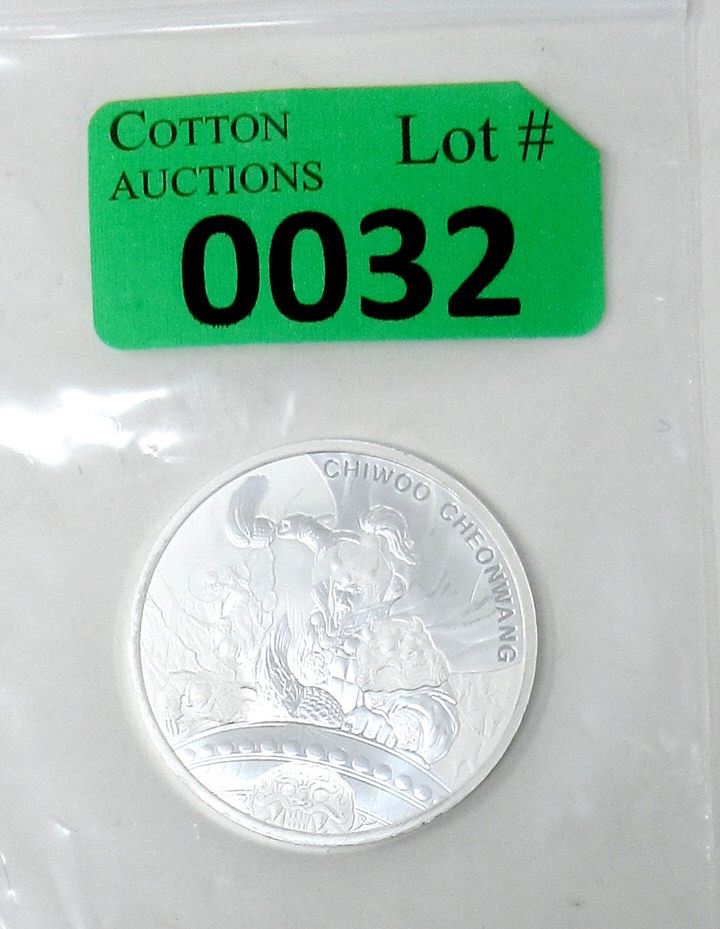 COTTON
AUCTIONS
Lot #
0032
CHIWOO CHEONWANG